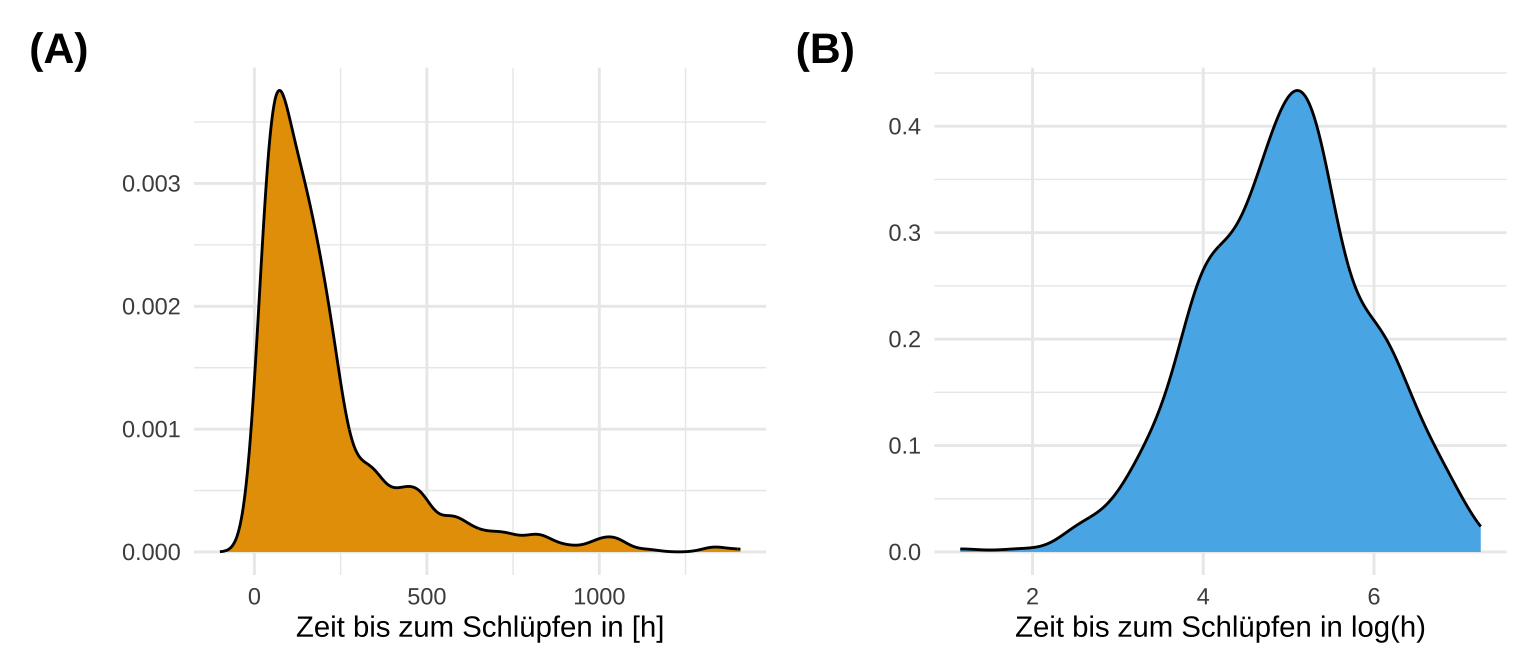 (A)
0.003
0.002
0.001
0.000
0 500 1000
Zeit bis zum Schlüpfen in [h]
(B)
0.4
0.3
0.2
0.1
0.0
2 4 6
Zeit bis zum Schlüpfen in log(h)